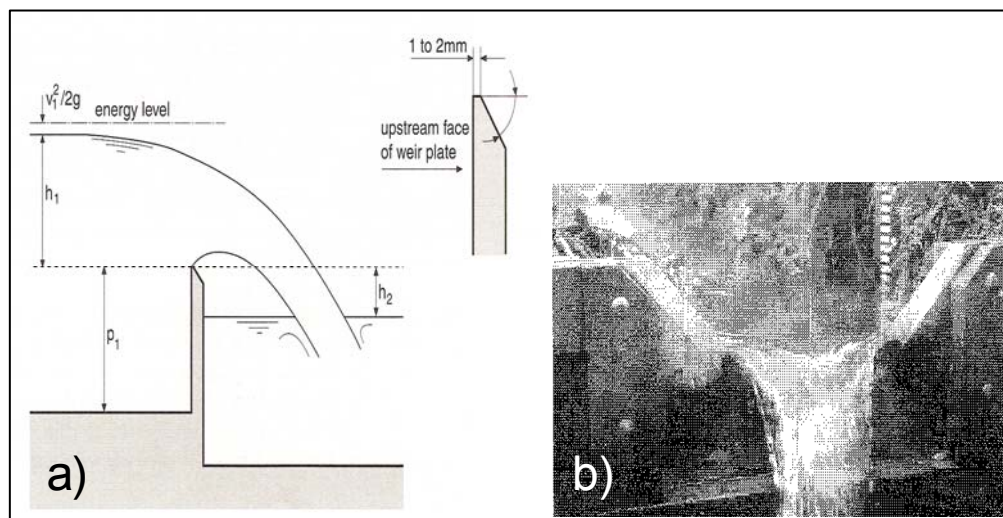 1 to 2mm
v₁²/2g
energy level
upstream face
of weir plate
h₁
h₂
p₁
a)
b)